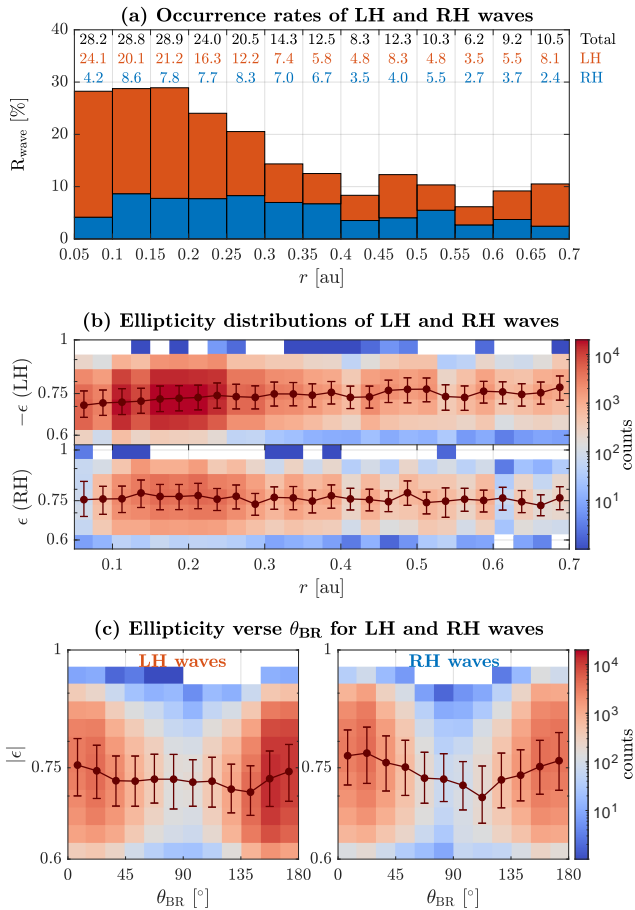 (a) Occurrence rates of LH and RH waves
40
28.2 28.8 28.9 24.0 20.5 14.3 12.5 8.3 12.3 10.3 6.2 9.2 10.5 Total
24.1 20.1 21.2 16.3 12.2 7.4 5.8 4.8 8.3 4.8 3.5 5.5 8.1 LH
4.2 8.6 7.8 7.7 8.3 7.0 6.7 3.5 4.0 5.5 2.7 3.7 2.4 RH
30
20
10
0
R_wave [%]
0.05 0.1 0.15 0.2 0.25 0.3 0.35 0.4 0.45 0.5 0.55 0.6 0.65 0.7
r [au]
(b) Ellipticity distributions of LH and RH waves
1
0.75
0.6
−ϵ (LH)
1
0.75
0.6
ϵ (RH)
0.1 0.2 0.3 0.4 0.5 0.6 0.7
r [au]
10^4
10^3
10^2
10^1
counts
(c) Ellipticity verse θ_BR for LH and RH waves
LH waves RH waves
1 1
0.75 0.75
0.6 0.6
|ϵ|
0 45 90 135 180 0 45 90 135 180
θ_BR [°] θ_BR [°]
10^4
10^3
10^2
10^1
counts